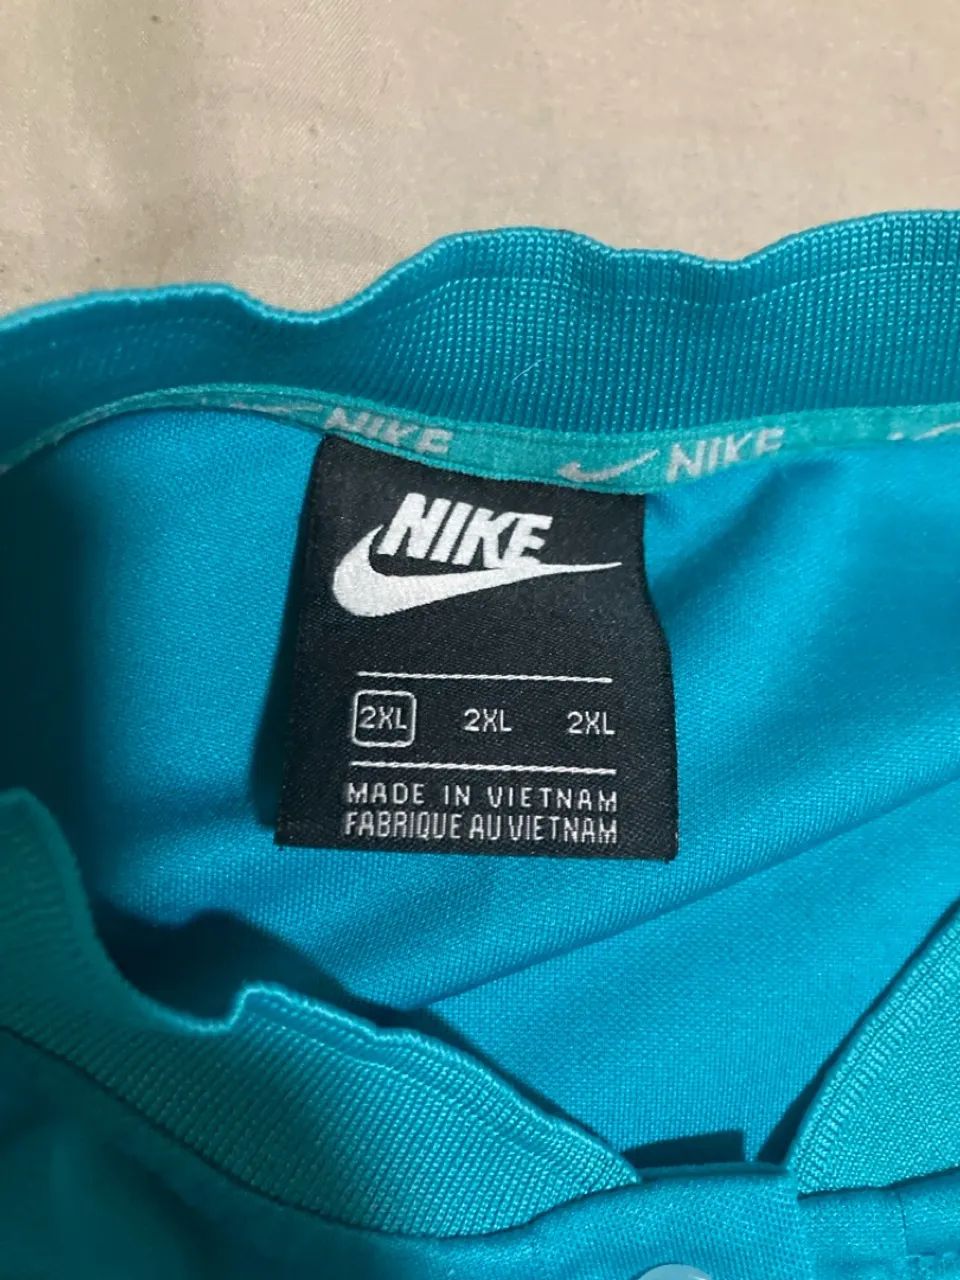 NIKE
NIKE
NIKE
2XL 2XL 2XL
MADE IN VIETNAM
FABRIQUE AU VIETNAM